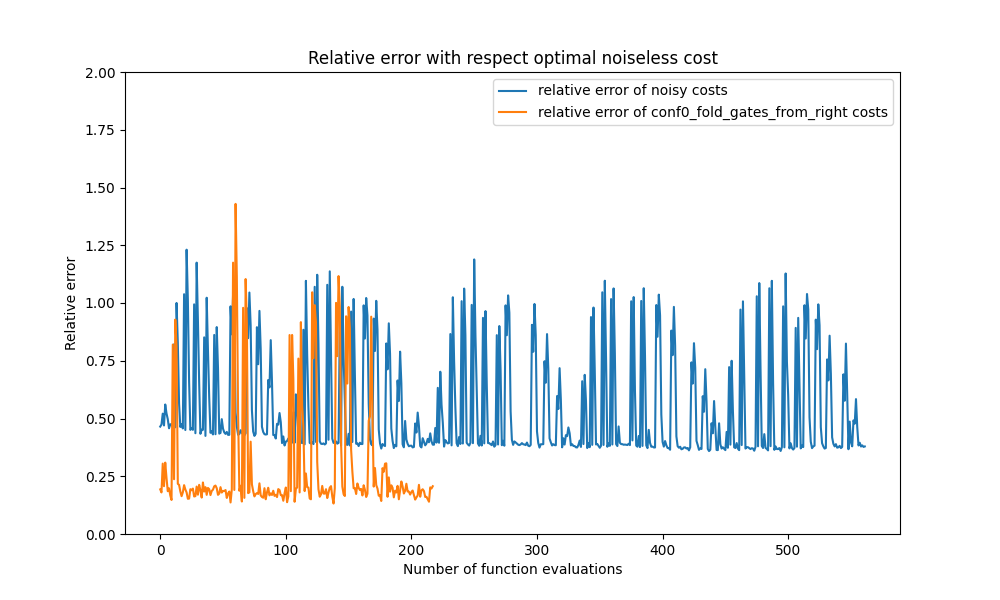 Relative error with respect optimal noiseless cost
relative error of noisy costs
relative error of conf0_fold_gates_from_right costs
2.00
1.75
1.50
1.25
1.00
0.75
0.50
0.25
0.00
Relative error
0 100 200 300 400 500
Number of function evaluations